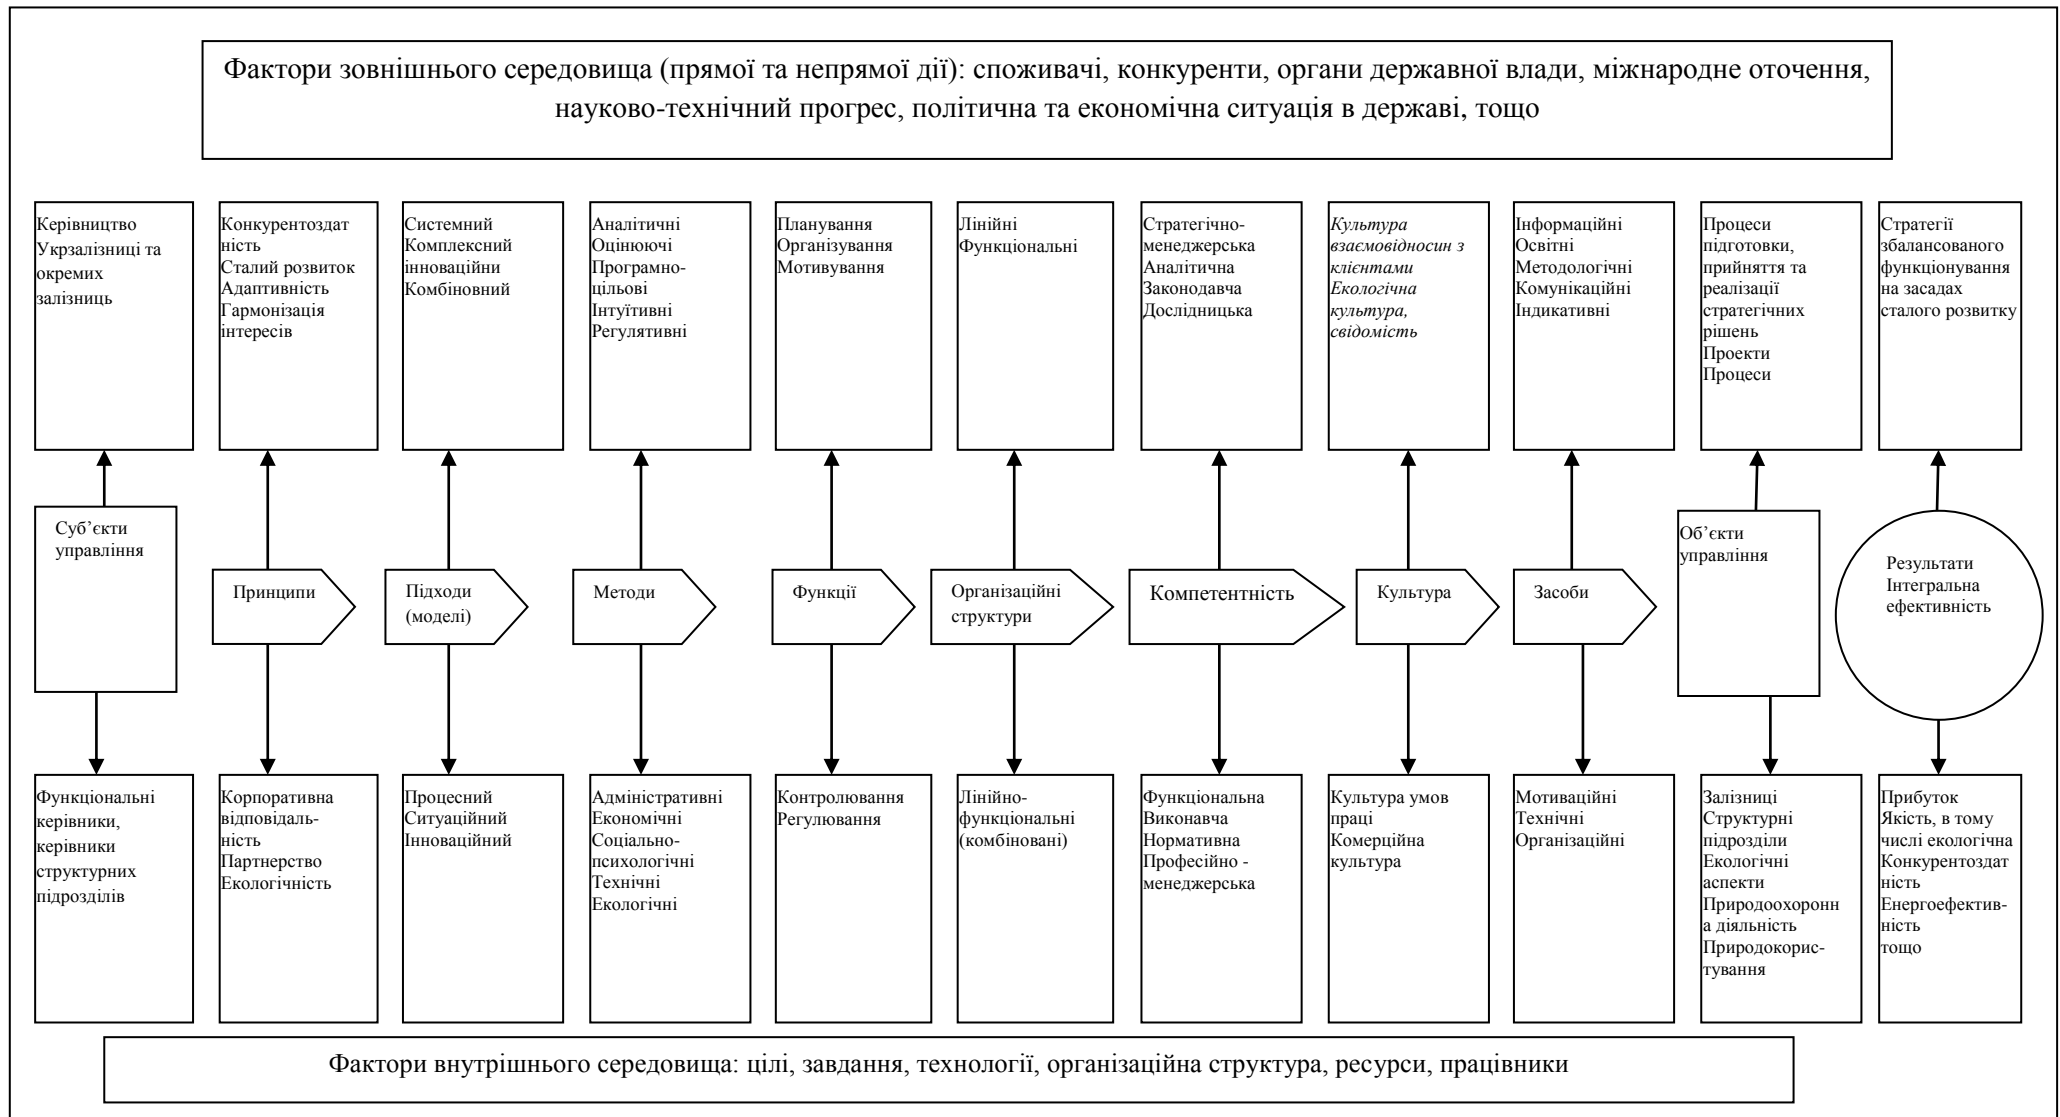 Фактори зовнішнього середовища (прямої та непрямої дії): споживачі, конкуренти, органи державної влади, міжнародне оточення,
науково-технічний прогрес, політична та економічна ситуація в державі, тощо
Керівництво
Укрзалізниці та
окремих
залізниць
Конкурентоздат
ність
Сталий розвиток
Адаптивність
Гармонізація
інтересів
Системний
Комплексний
інноваційни
Комбіновний
Аналітичні
Оцінюючі
Програмно-
цільові
Інтуїтивні
Регулятивні
Планування
Організування
Мотивування
Лінійні
Функціональні
Стратегічно-
менеджерська
Аналітична
Законодавча
Дослідницька
Культура
взаємовідносин з
клієнтами
Екологічна
культура,
свідомість
Інформаційні
Освітні
Методологічні
Комунікаційні
Індикативні
Процеси
підготовки,
прийняття та
реалізації
стратегічних
рішень
Проекти
Процеси
Стратегії
збалансованого
функціонування
на засадах
сталого розвитку
Суб’єкти
управління
Принципи
Підходи
(моделі)
Методи
Функції
Організаційні
структури
Компетентність
Культура
Засоби
Об’єкти
управління
Результати
Інтегральна
ефективність
Функціональні
керівники,
керівники
структурних
підрозділів
Корпоративна
відповідаль-
ність
Партнерство
Екологічність
Процесний
Ситуаційний
Інноваційний
Адміністративні
Економічні
Соціально-
психологічні
Технічні
Екологічні
Контролювання
Регулювання
Лінійно-
функціональні
(комбіновані)
Функціональна
Виконавча
Нормативна
Професійно -
менеджерська
Культура умов
праці
Комерційна
культура
Мотиваційні
Технічні
Організаційні
Залізниці
Структурні
підрозділи
Екологічні
аспекти
Природоохоронн
а діяльність
Природокорис-
тування
Прибуток
Якість, в тому
числі екологічна
Конкурентоздат
ність
Енергоефектив-
ність
тощо
Фактори внутрішнього середовища: цілі, завдання, технології, організаційна структура, ресурси, працівники